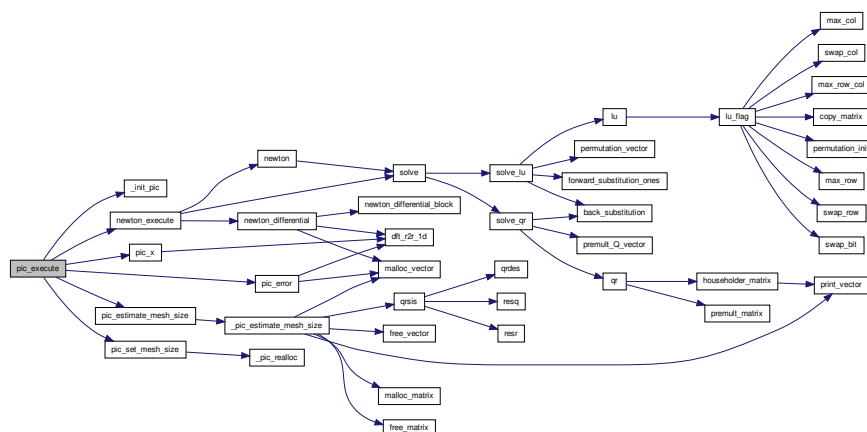 pic_execute
_init_pic
newton_execute
pic_x
pic_error
pic_estimate_mesh_size
pic_set_mesh_size
newton
newton_differential
_pic_estimate_mesh_size
_pic_realloc
solve
newton_differential_block
dft_r2r_1d
malloc_vector
qrsis
free_vector
malloc_matrix
free_matrix
solve_lu
solve_qr
qrdes
resq
resr
lu
permutation_vector
forward_substitution_ones
back_substitution
premult_Q_vector
qr
lu_flag
householder_matrix
premult_matrix
max_col
swap_col
max_row_col
copy_matrix
permutation_init
max_row
swap_row
swap_bit
print_vector